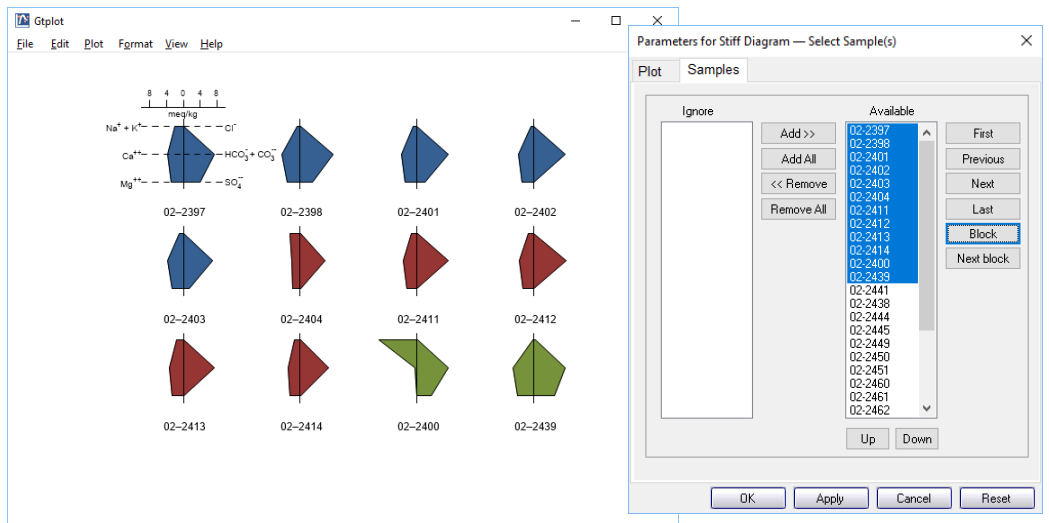 Gtplot
File Edit Plot Format View Help
8 4 0 4 8
meq/kg
Na⁺ + K⁺ Cl⁻
Ca⁺⁺ HCO₃⁻ + CO₃⁻⁻
Mg⁺⁺ SO₄⁻⁻
02–2397 02–2398 02–2401 02–2402
02–2403 02–2404 02–2411 02–2412
02–2413 02–2414 02–2400 02–2439
Parameters for Stiff Diagram — Select Sample(s)
Plot Samples
Ignore
Add >>
Add All
<< Remove
Remove All
Available
02-2397
02-2398
02-2401
02-2402
02-2403
02-2404
02-2411
02-2412
02-2413
02-2414
02-2400
02-2439
02-2441
02-2438
02-2444
02-2445
02-2449
02-2450
02-2451
02-2460
02-2461
02-2462
First
Previous
Next
Last
Block
Next block
Up Down
OK Apply Cancel Reset